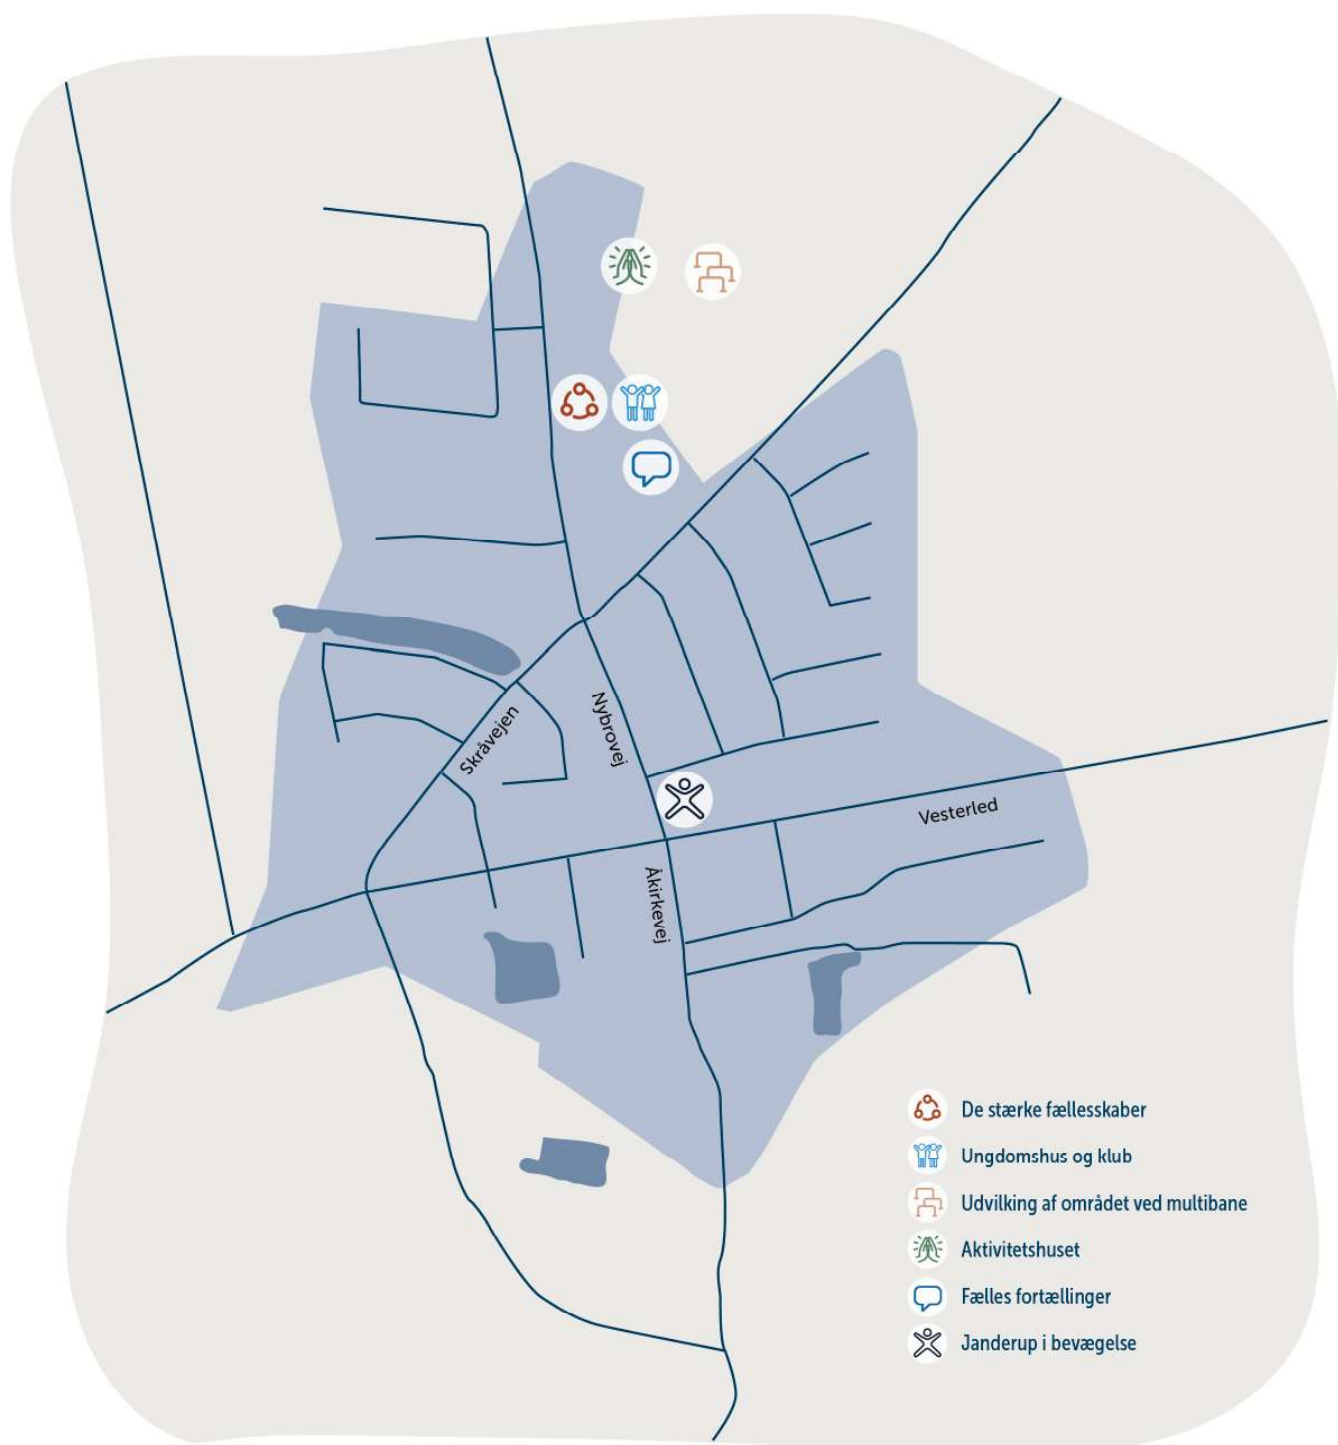 Skråvejen
Nybrovej
Vesterled
Åkirkevej
De stærke fællesskaber
Ungdomshus og klub
Udvilking af området ved multibane
Aktivitetshuset
Fælles fortællinger
Janderup i bevægelse